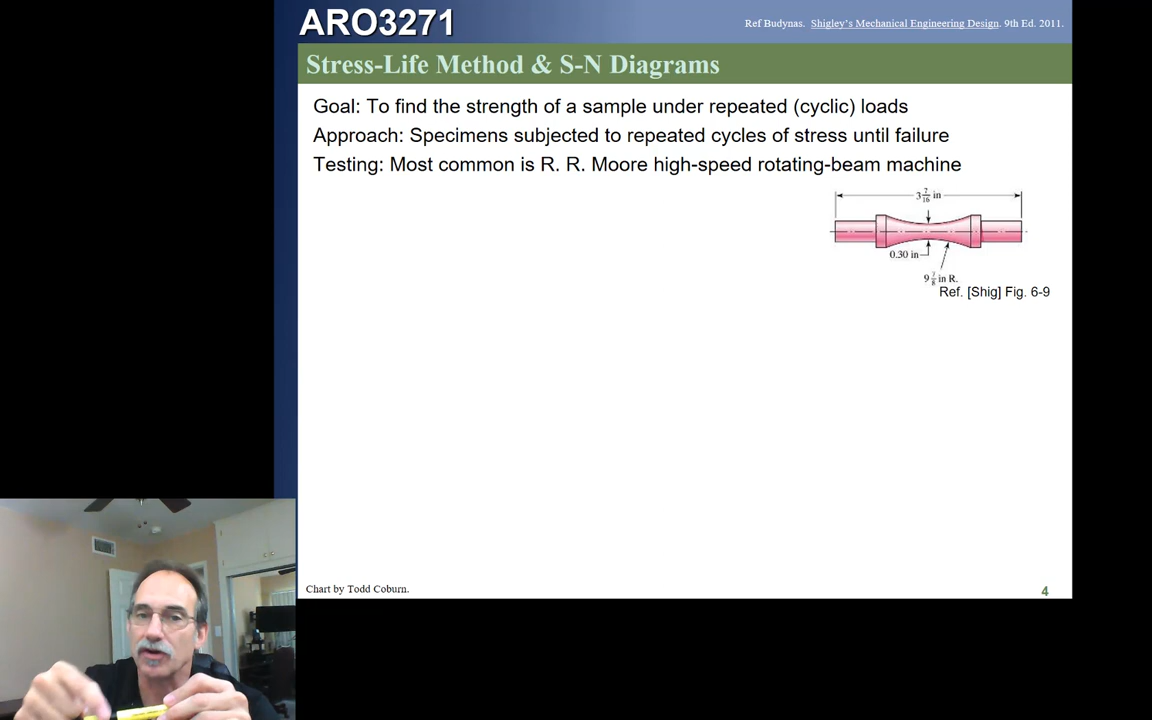 ARO3271
Ref Budynas. Shigley's Mechanical Engineering Design. 9th Ed. 2011.
Stress-Life Method & S-N Diagrams
Goal: To find the strength of a sample under repeated (cyclic) loads
Approach: Specimens subjected to repeated cycles of stress until failure
Testing: Most common is R. R. Moore high-speed rotating-beam machine
3 7/16 in
0.30 in
9 7/8 in R.
Ref. [Shig] Fig. 6-9
Chart by Todd Coburn.
4